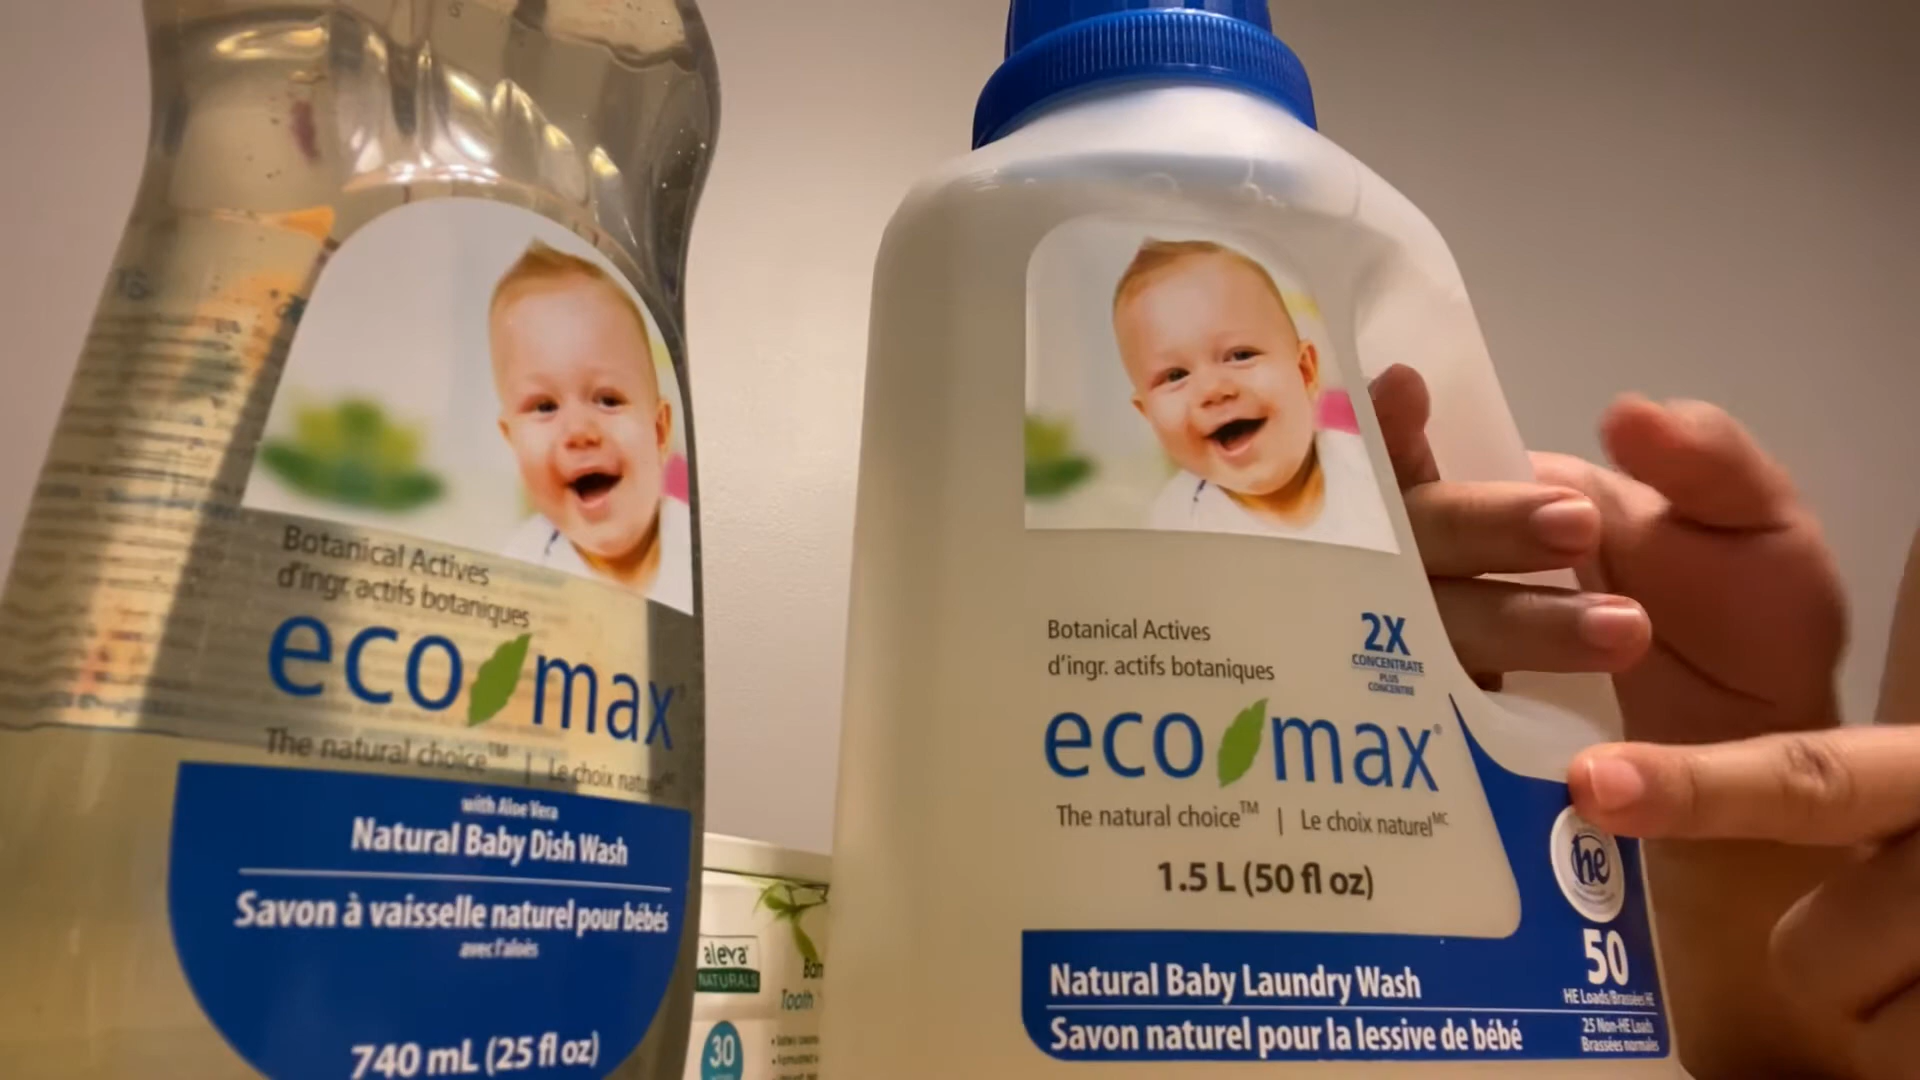 Botanical Actives
d'ingr. actifs botaniques
eco max
The natural choice™ | Le choix naturel
with Aloe Vera
Natural Baby Dish Wash
Savon à vaisselle naturel pour bébés
avec l'aloès
740 mL (25 fl oz)
aleva
NATURALS
Tooth
30
Botanical Actives
d'ingr. actifs botaniques
2X
CONCENTRATE
PLUS
CONCENTRÉ
eco max®
The natural choice™ | Le choix naturel MC
1.5 L (50 fl oz)
he
50
HE Loads/Brassées HE
25 Non-HE Loads
Brassées normales
Natural Baby Laundry Wash
Savon naturel pour la lessive de bébé